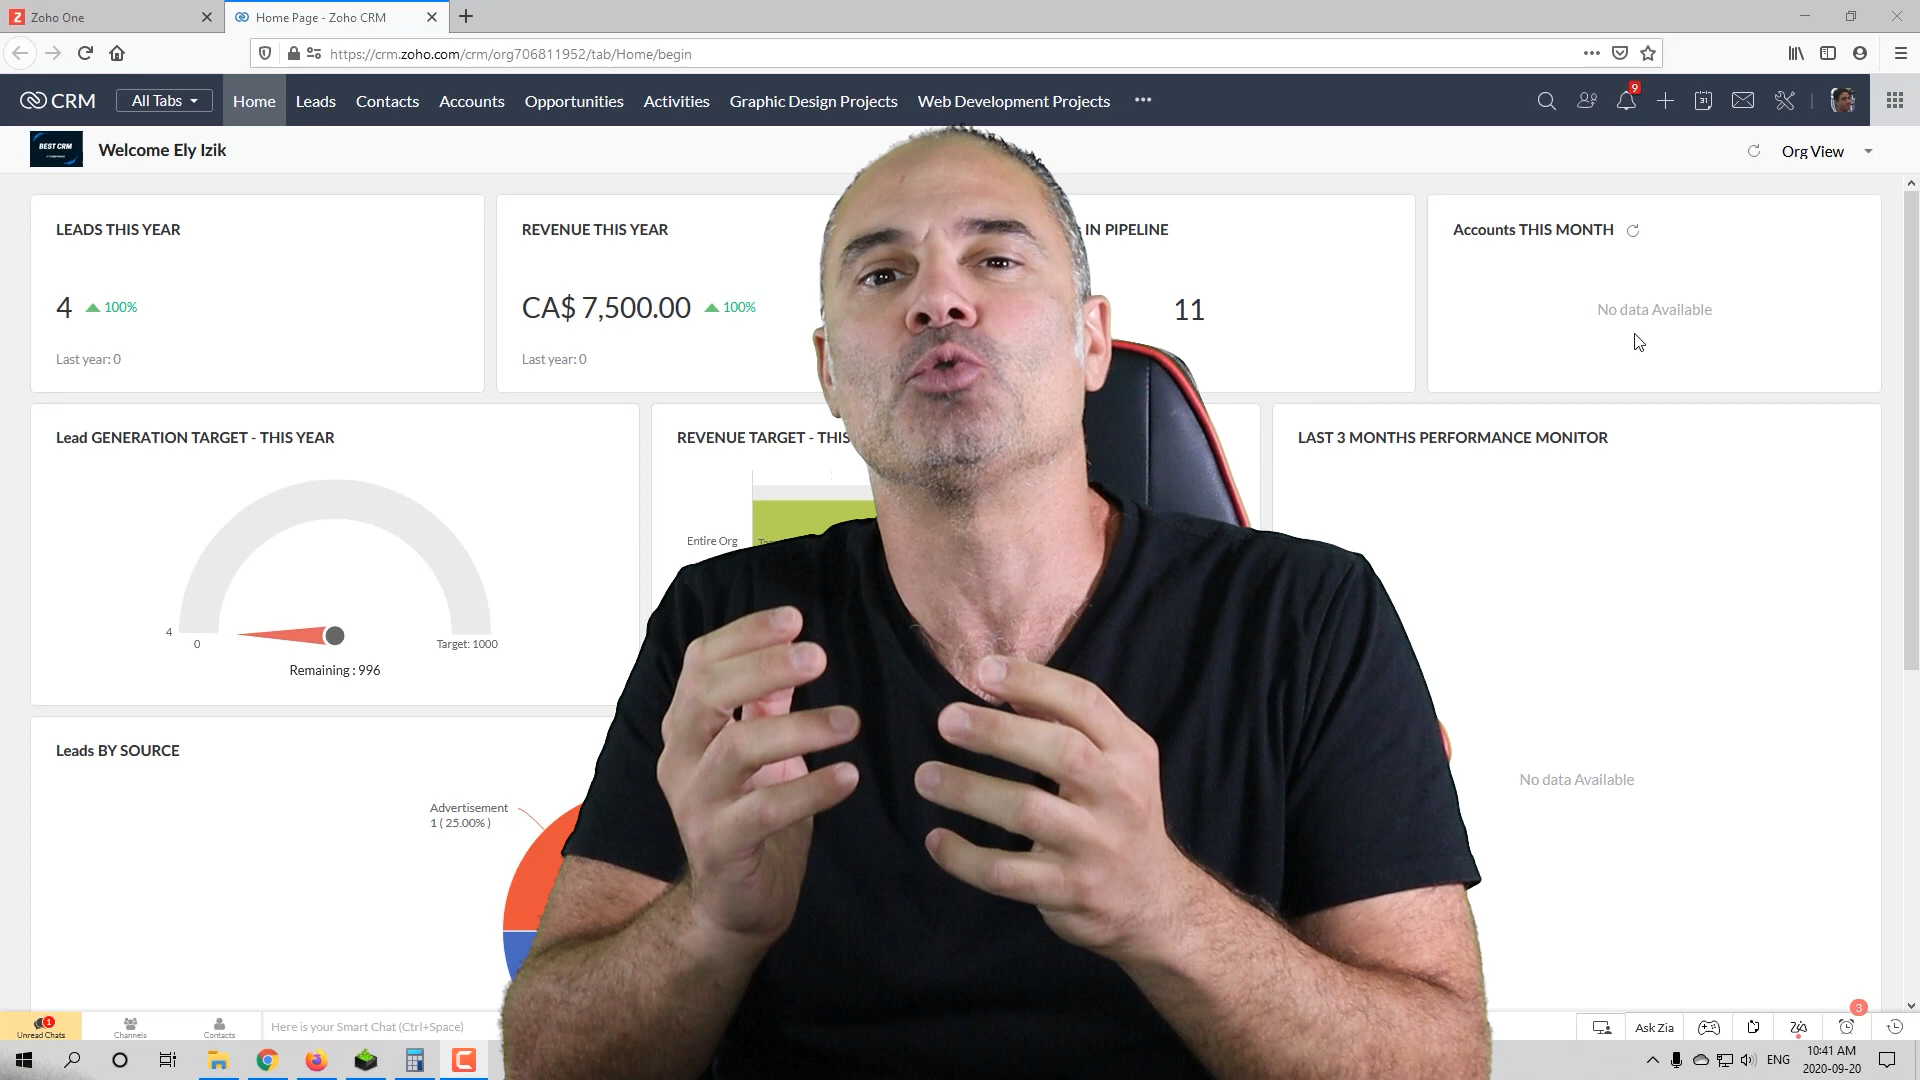 Zoho One
Home Page - Zoho CRM
https://crm.zoho.com/crm/org706811952/tab/Home/begin
CRM
All Tabs
Home
Leads
Contacts
Accounts
Opportunities
Activities
Graphic Design Projects
Web Development Projects
9
31
BEST CRM
Welcome Ely Izik
Org View
LEADS THIS YEAR
4
100%
Last year: 0
REVENUE THIS YEAR
CA$ 7,500.00
100%
Last year: 0
IN PIPELINE
11
Accounts THIS MONTH
No data Available
Lead GENERATION TARGET - THIS YEAR
4
0
Target: 1000
Remaining : 996
REVENUE TARGET - THIS
Entire Org
LAST 3 MONTHS PERFORMANCE MONITOR
No data Available
Leads BY SOURCE
Advertisement
1 ( 25.00% )
1
Unread Chats
Channels
Contacts
Here is your Smart Chat (Ctrl+Space)
Ask Zia
3
ENG
10:41 AM
2020-09-20